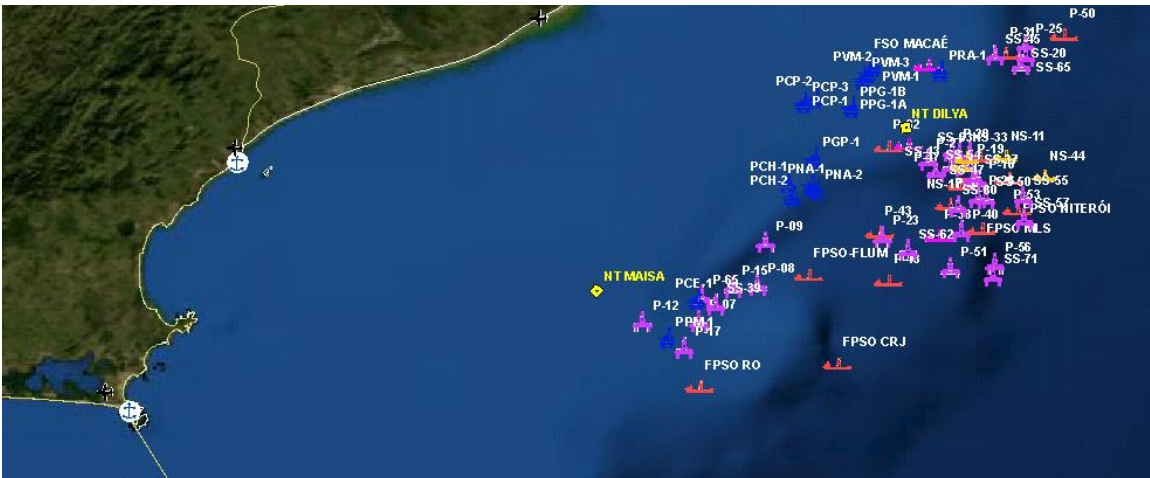 P-50
P-31
P-25
SS-45
SS-20
SS-65
FSO MACAÉ
PRA-1
PVM-2
PVM-3
PVM-1
PCP-2
PCP-3
PCP-1
PPG-1B
PPG-1A
NT DILYA
PGP-1
PCH-1
PNA-1
PCH-2
PNA-2
P-20
NS-11
P-19
NS-44
SS-55
SS-50
P-53
SS-57
FPSO NITERÓI
P-43
P-23
SS-62
P-40
FPSO MLS
P-56
SS-71
P-51
P-09
FPSO-FLUM
NT MAISA
PCE-1
P-65
P-15
P-08
SS-39
P-12
P-07
PPM-1
P-17
FPSO CRJ
FPSO RO